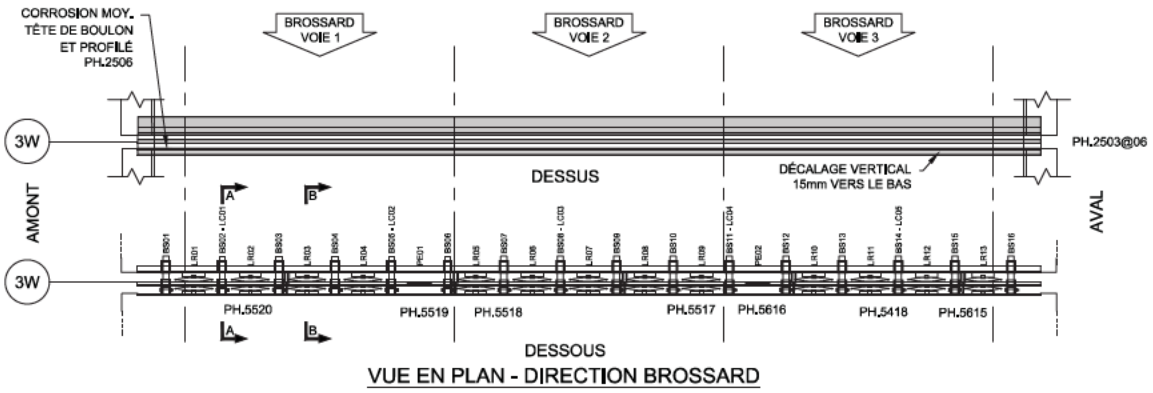 CORROSION MOY.
TÊTE DE BOULON
ET PROFILÉ
PH.2506
BROSSARD
VOIE 1
BROSSARD
VOIE 2
BROSSARD
VOIE 3
3W
PH.2503@06
DÉCALAGE VERTICAL
15mm VERS LE BAS
DESSUS
AMONT
AVAL
A
B
BS01
LR01
BS02 - LC01
LR02
BS03
LR03
BS04
LR04
BS05 - LC02
PE01
BS06
LR05
BS07
LR06
BS08 - LC03
LR07
BS09
LR08
BS10
LR09
BS11 - LC04
PE02
BS12
LR10
BS13
LR11
BS14 - LC05
LR12
BS15
LR13
BS16
3W
PH.5520
PH.5519
PH.5518
PH.5517
PH.5616
PH.5418
PH.5615
A
B
DESSOUS
VUE EN PLAN - DIRECTION BROSSARD